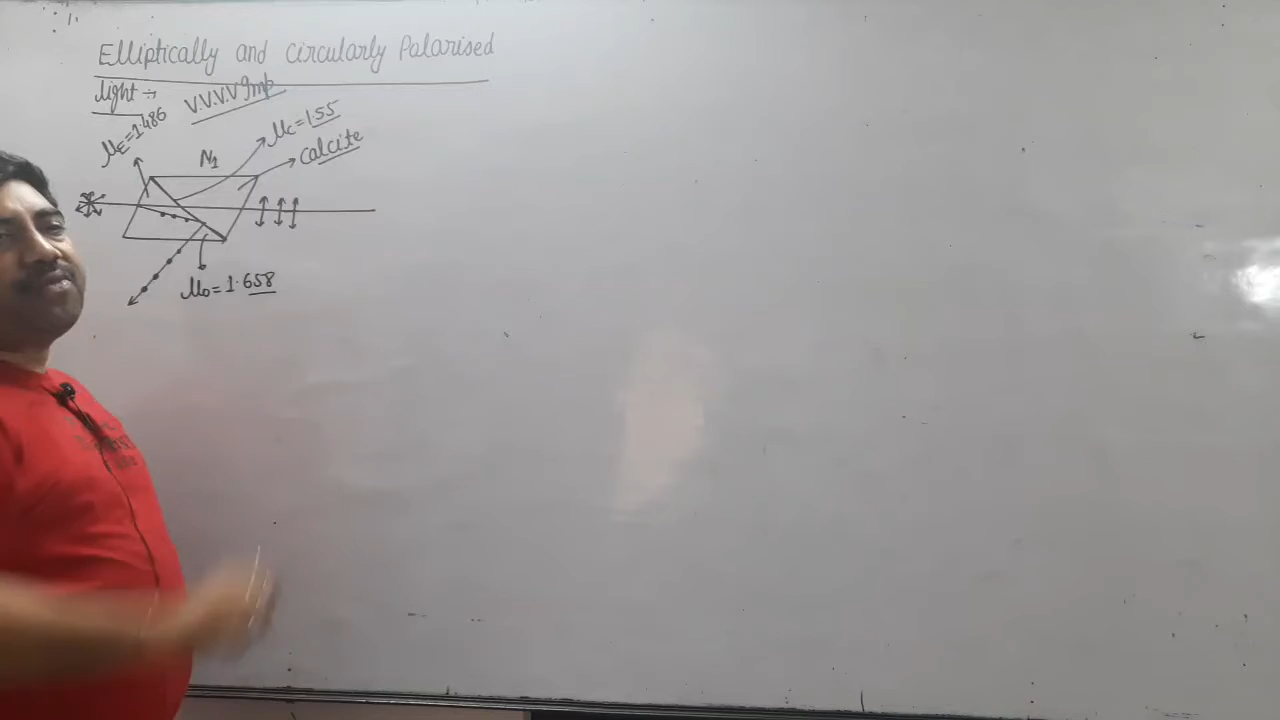 Elliptically and Circularly Polarised
light :-
V.V.V.V Imp
μE = 1.486
N1
μc = 1.55
Calcite
μo = 1.658